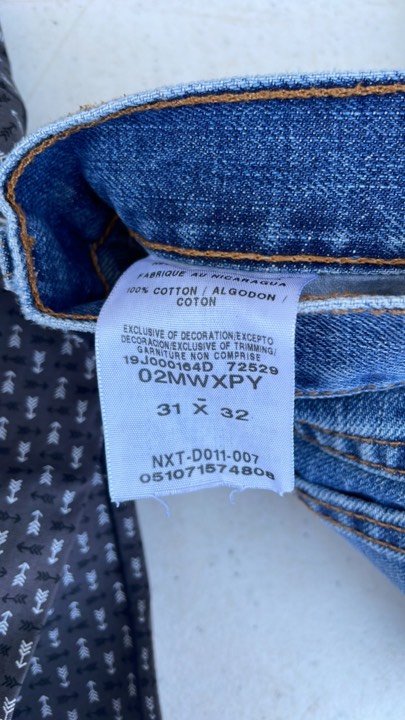 FABRIQUE AU NICARAGUA
100% COTTON / ALGODON /
COTON
EXCLUSIVE OF DECORATION/EXCEPTO
DECORACION/EXCLUSIVE OF TRIMMING/
GARNITURE NON COMPRISE
19J000164D 72529
02MWXPY
31 X 32
NXT-D011-007
051071574808